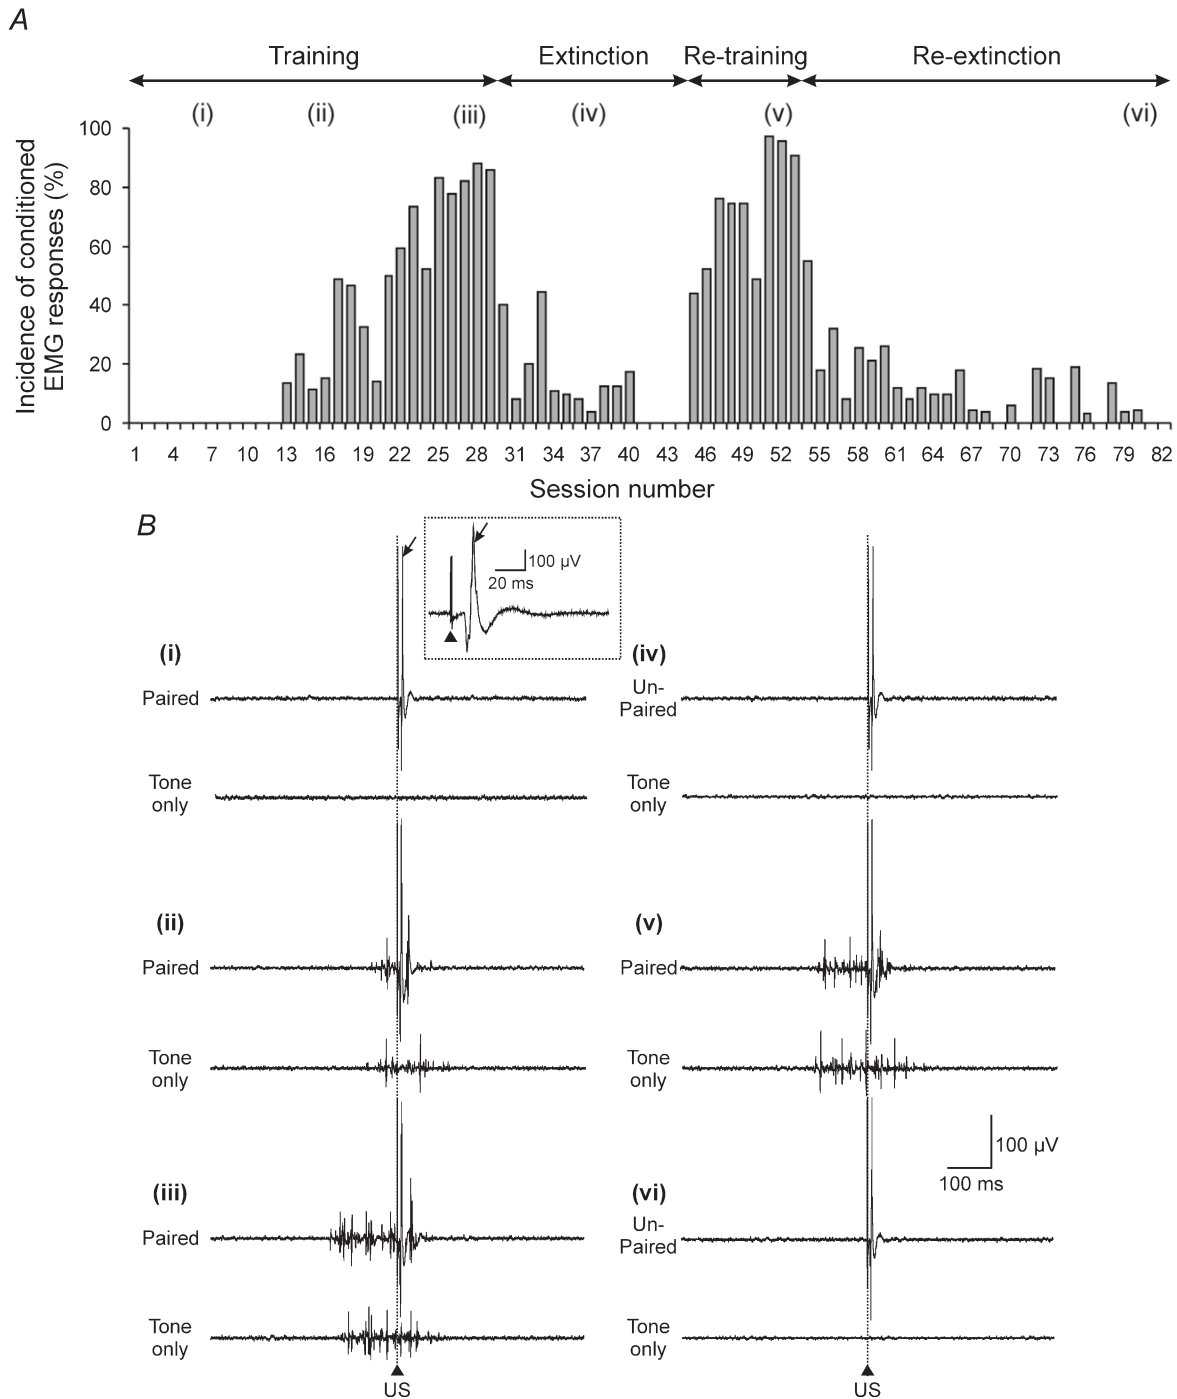 A
Training Extinction Re-training Re-extinction
(i) (ii) (iii) (iv) (v) (vi)
Incidence of conditioned
EMG responses (%)
100
80
60
40
20
0
1 4 7 10 13 16 19 22 25 28 31 34 37 40 43 46 49 52 55 58 61 64 67 70 73 76 79 82
Session number
B
100 µV
20 ms
(i)
Paired
Tone
only
(ii)
Paired
Tone
only
(iii)
Paired
Tone
only
US
(iv)
Un-
Paired
Tone
only
(v)
Paired
Tone
only
100 µV
100 ms
(vi)
Un-
Paired
Tone
only
US